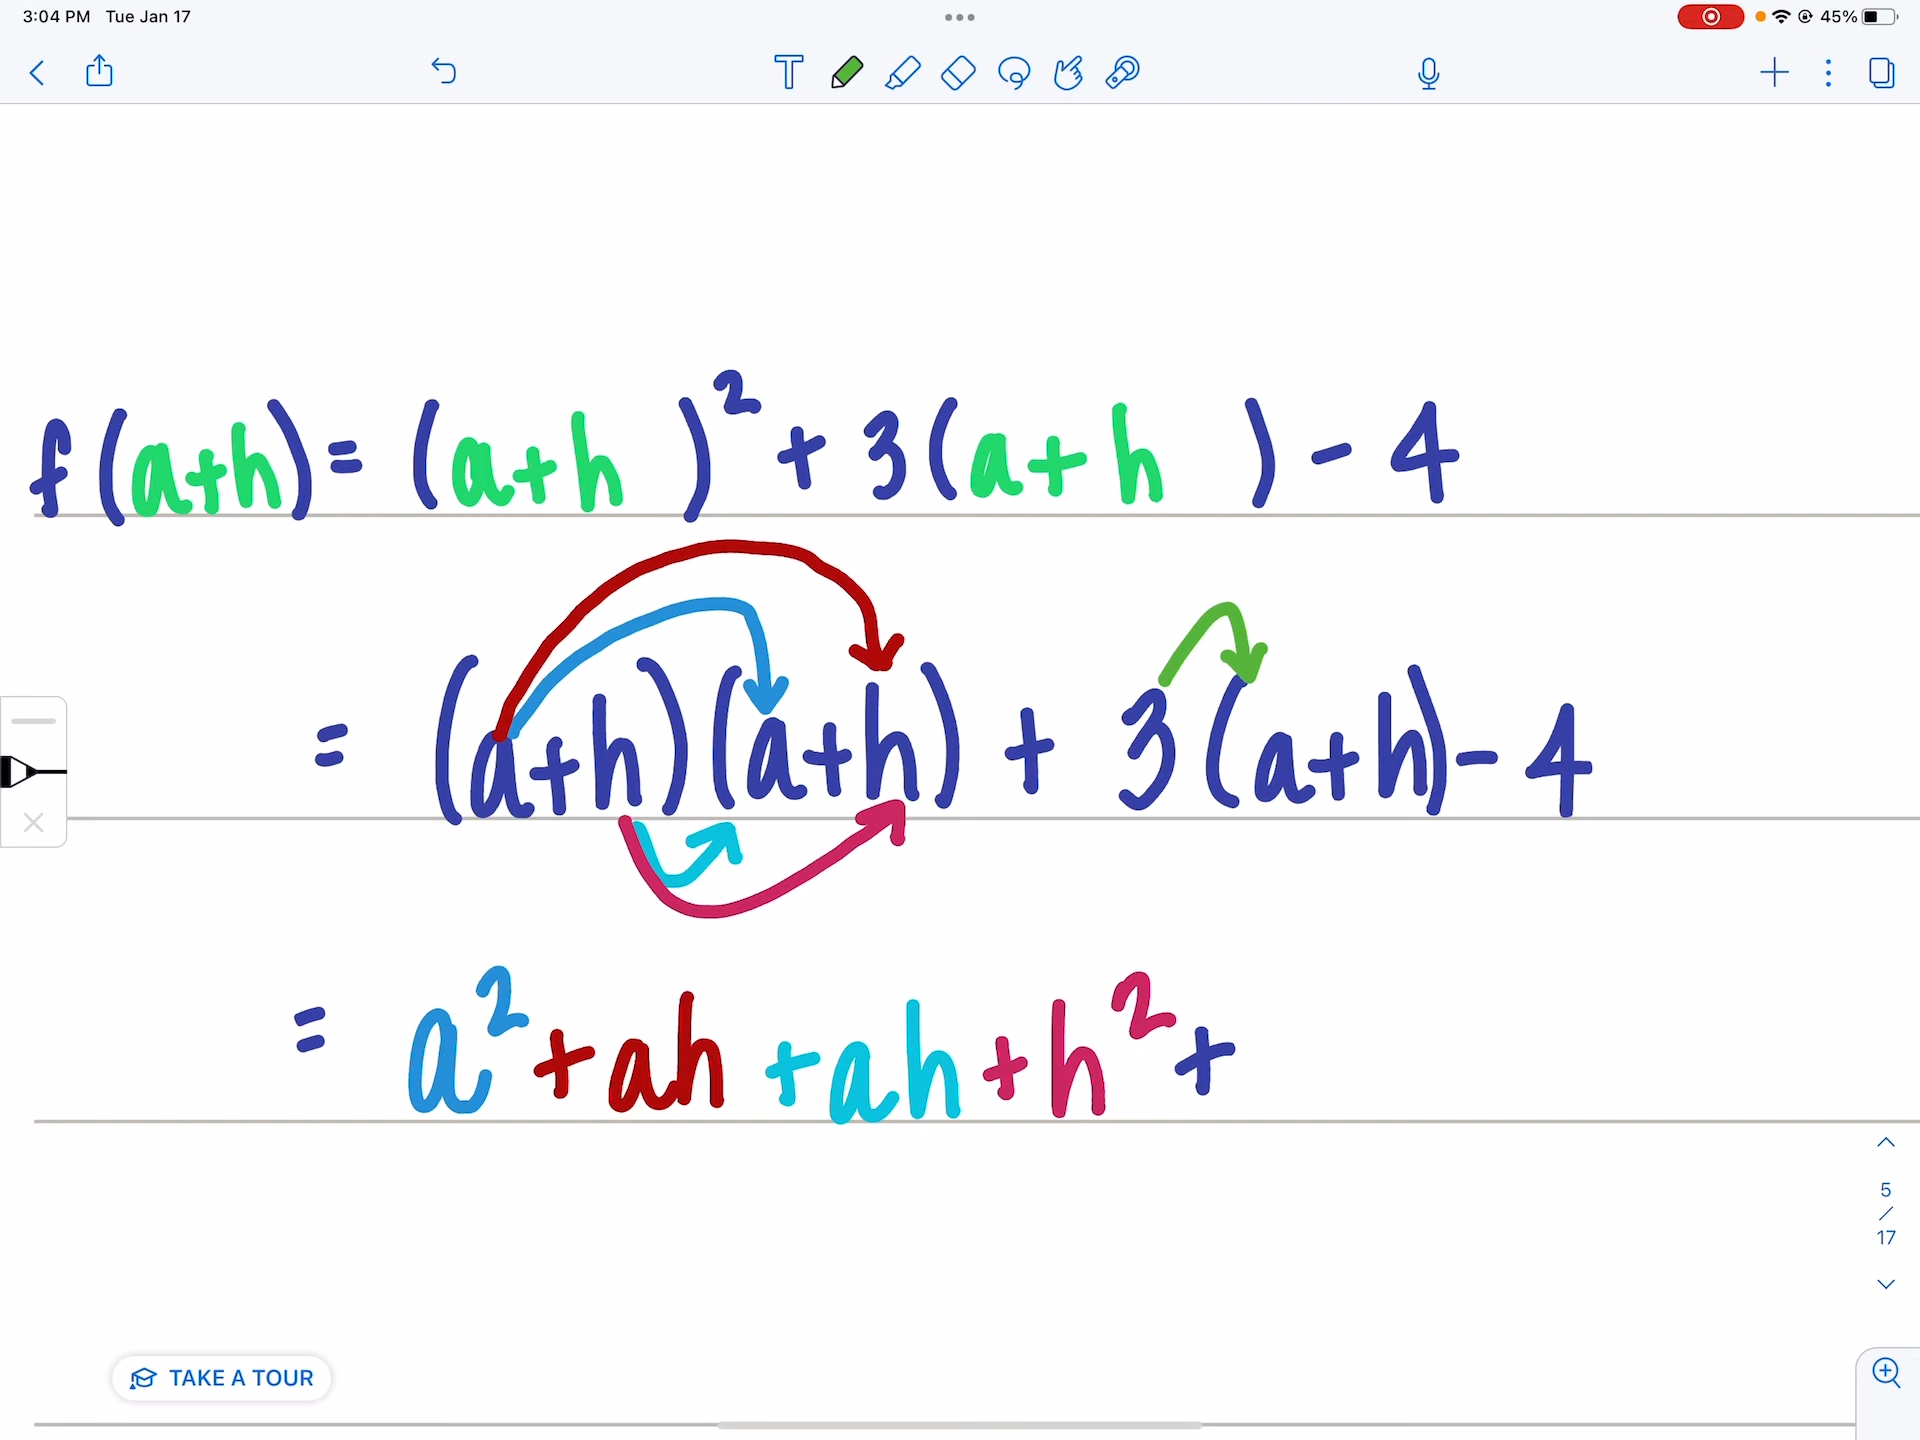 3:04 PM Tue Jan 17 45%
f(a+h) = (a+h)² + 3(a+h) - 4
= (a+h)(a+h) + 3(a+h) - 4
= a² + ah + ah + h² +
5
/
17
TAKE A TOUR